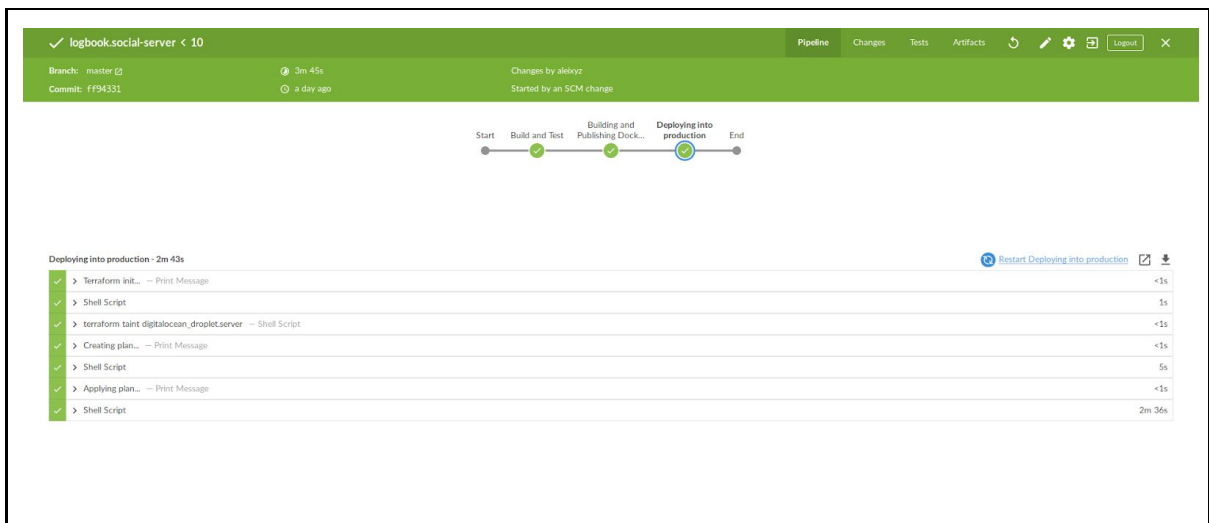 logbook.social-server < 10 Pipeline Changes Tests Artifacts Logout
Branch: master 3m 45s Changes by aleixyz
Commit: ff94331 a day ago Started by an SCM change
Start Build and Test Building and Publishing Dock... Deploying into production End
Deploying into production - 2m 43s Restart Deploying into production
Terraform init... — Print Message <1s
Shell Script 1s
terraform taint digitalocean_droplet.server — Shell Script <1s
Creating plan... — Print Message <1s
Shell Script 5s
Applying plan... — Print Message <1s
Shell Script 2m 36s